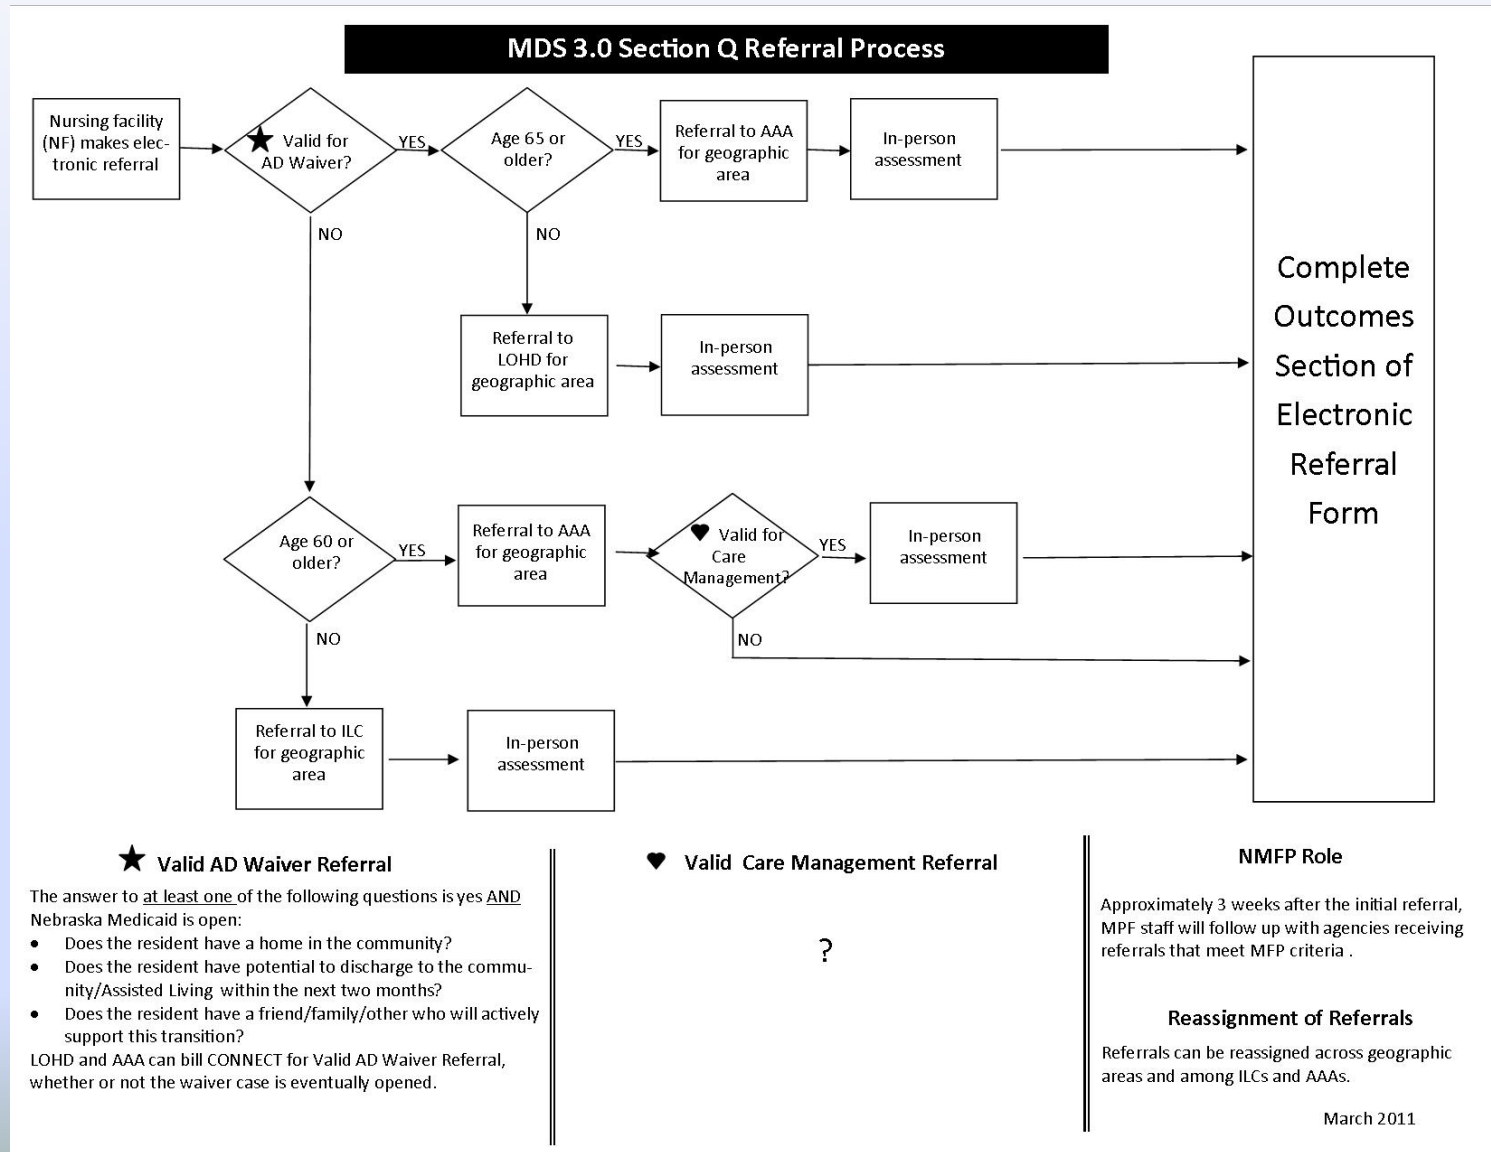 MDS 3.0 Section Q Referral Process
Nursing facility
(NF) makes elec-
tronic referral
Valid for
AD Waiver?
YES
Age 65 or
older?
YES
Referral to AAA
for geographic
area
In-person
assessment
NO
NO
Referral to
LOHD for
geographic area
In-person
assessment
Complete
Outcomes
Section of
Electronic
Referral
Form
Age 60 or
older?
YES
Referral to AAA
for geographic
area
Valid for
Care
Management?
YES
In-person
assessment
NO
NO
Referral to ILC
for geographic
area
In-person
assessment
★ Valid AD Waiver Referral
The answer to at least one of the following questions is yes AND
Nebraska Medicaid is open:
• Does the resident have a home in the community?
• Does the resident have potential to discharge to the commu-
nity/Assisted Living within the next two months?
• Does the resident have a friend/family/other who will actively
support this transition?
LOHD and AAA can bill CONNECT for Valid AD Waiver Referral,
whether or not the waiver case is eventually opened.
♥ Valid Care Management Referral
?
NMFP Role
Approximately 3 weeks after the initial referral,
MPF staff will follow up with agencies receiving
referrals that meet MFP criteria .
Reassignment of Referrals
Referrals can be reassigned across geographic
areas and among ILCs and AAAs.
March 2011